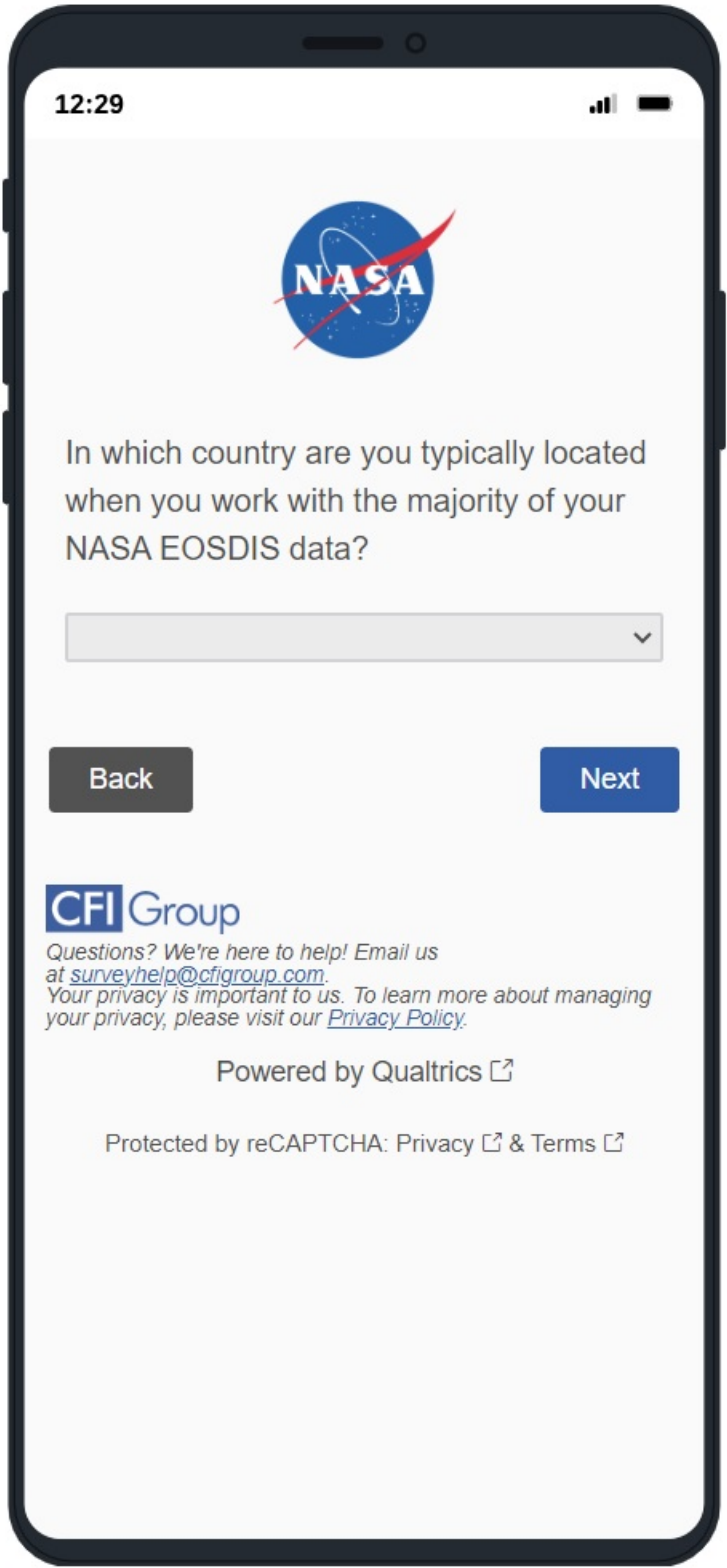 12:29
NASA
In which country are you typically located
when you work with the majority of your
NASA EOSDIS data?
Back
Next
CFI Group
Questions? We're here to help! Email us
at surveyhelp@cfigroup.com.
Your privacy is important to us. To learn more about managing
your privacy, please visit our Privacy Policy.
Powered by Qualtrics
Protected by reCAPTCHA: Privacy & Terms